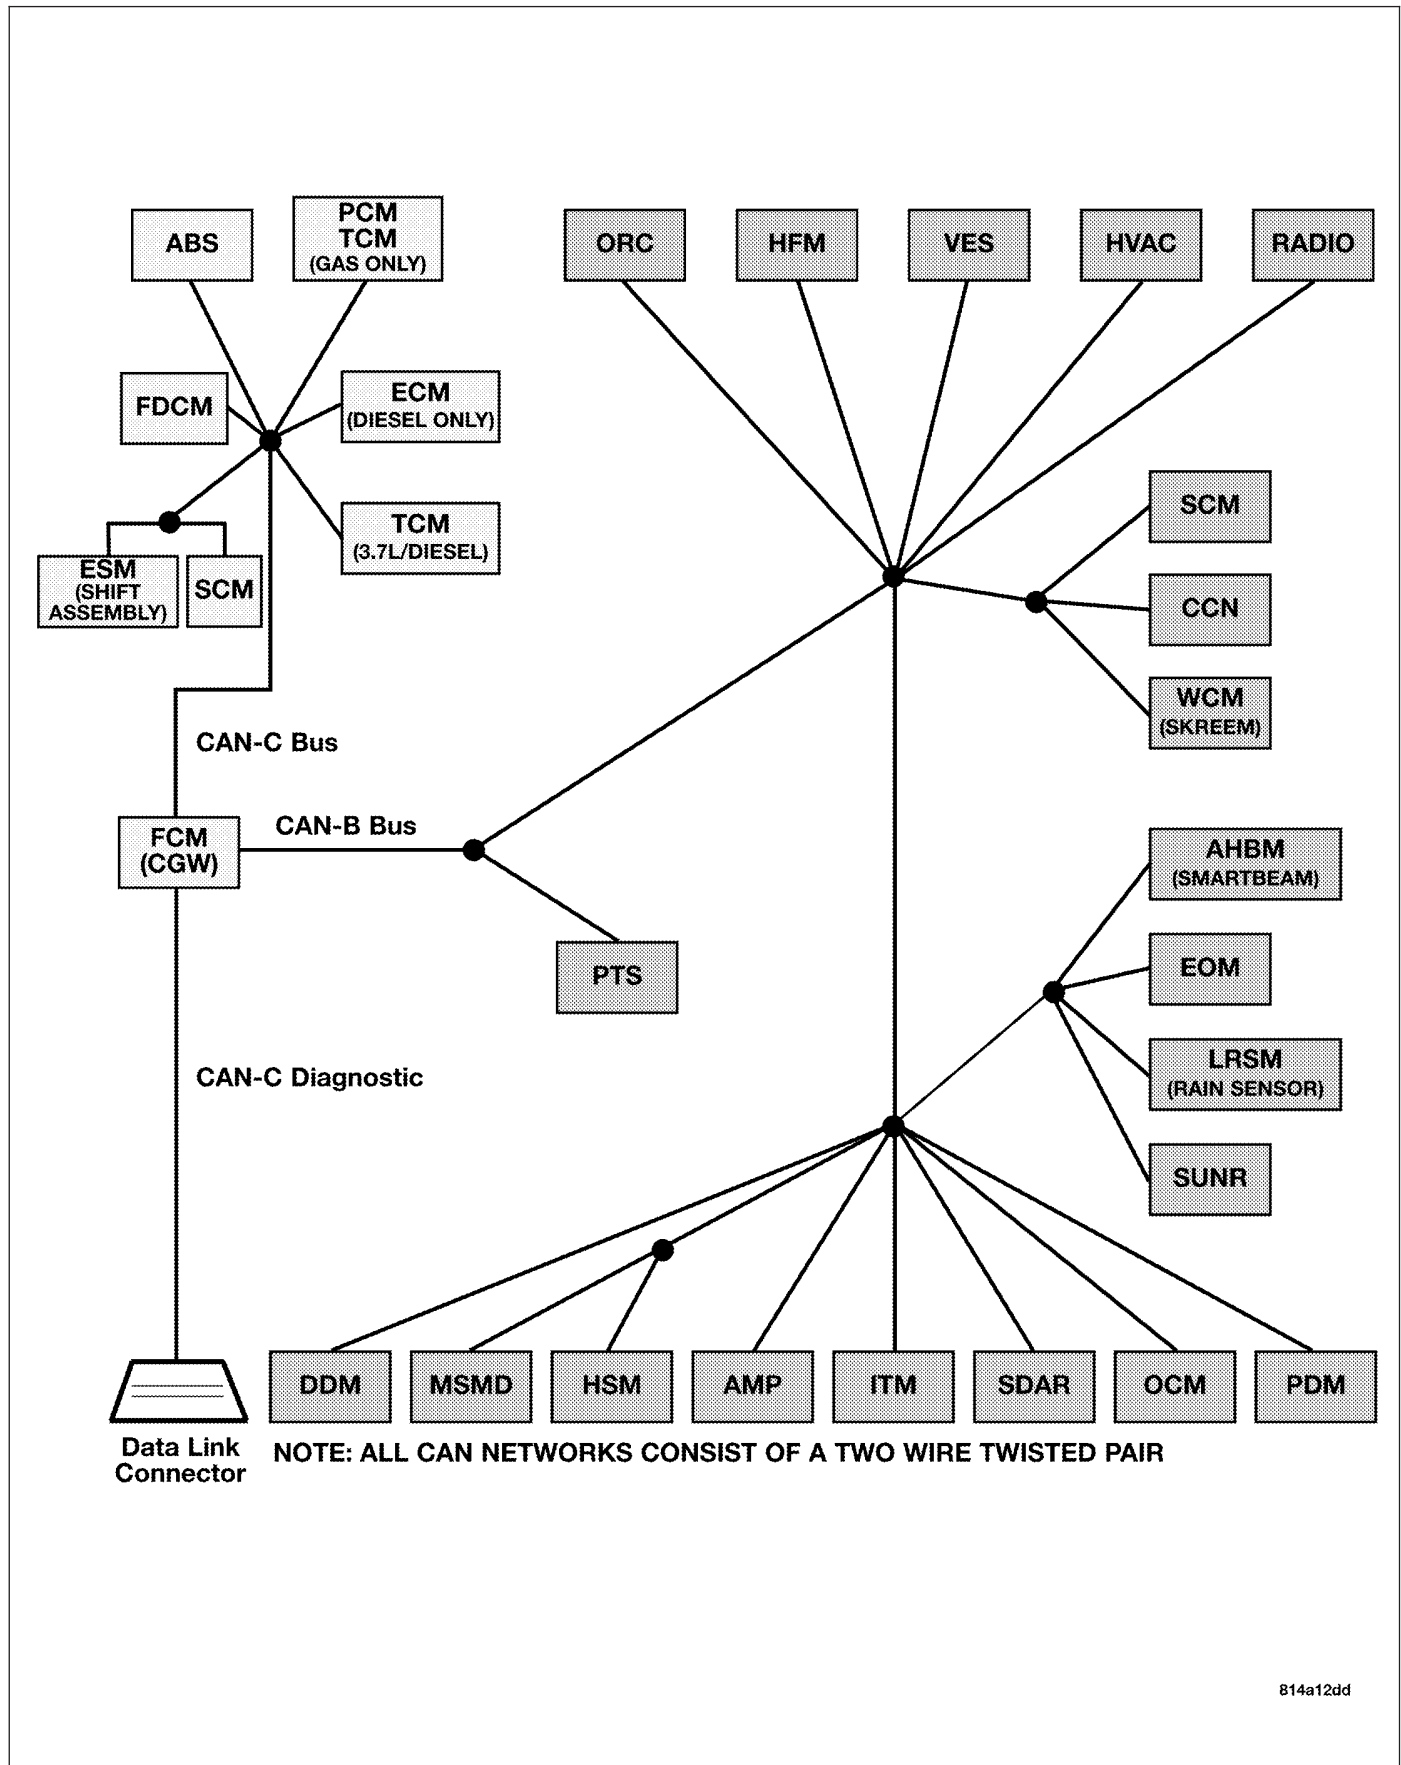 ABS
PCM
TCM
(GAS ONLY)
ORC
HFM
VES
HVAC
RADIO
FDCM
ECM
(DIESEL ONLY)
TCM
(3.7L/DIESEL)
ESM
(SHIFT
ASSEMBLY)
SCM
SCM
CCN
WCM
(SKREEM)
CAN-C Bus
FCM
(CGW)
CAN-B Bus
PTS
AHBM
(SMARTBEAM)
EOM
LRSM
(RAIN SENSOR)
SUNR
CAN-C Diagnostic
DDM
MSMD
HSM
AMP
ITM
SDAR
OCM
PDM
Data Link
Connector
NOTE: ALL CAN NETWORKS CONSIST OF A TWO WIRE TWISTED PAIR
814a12dd